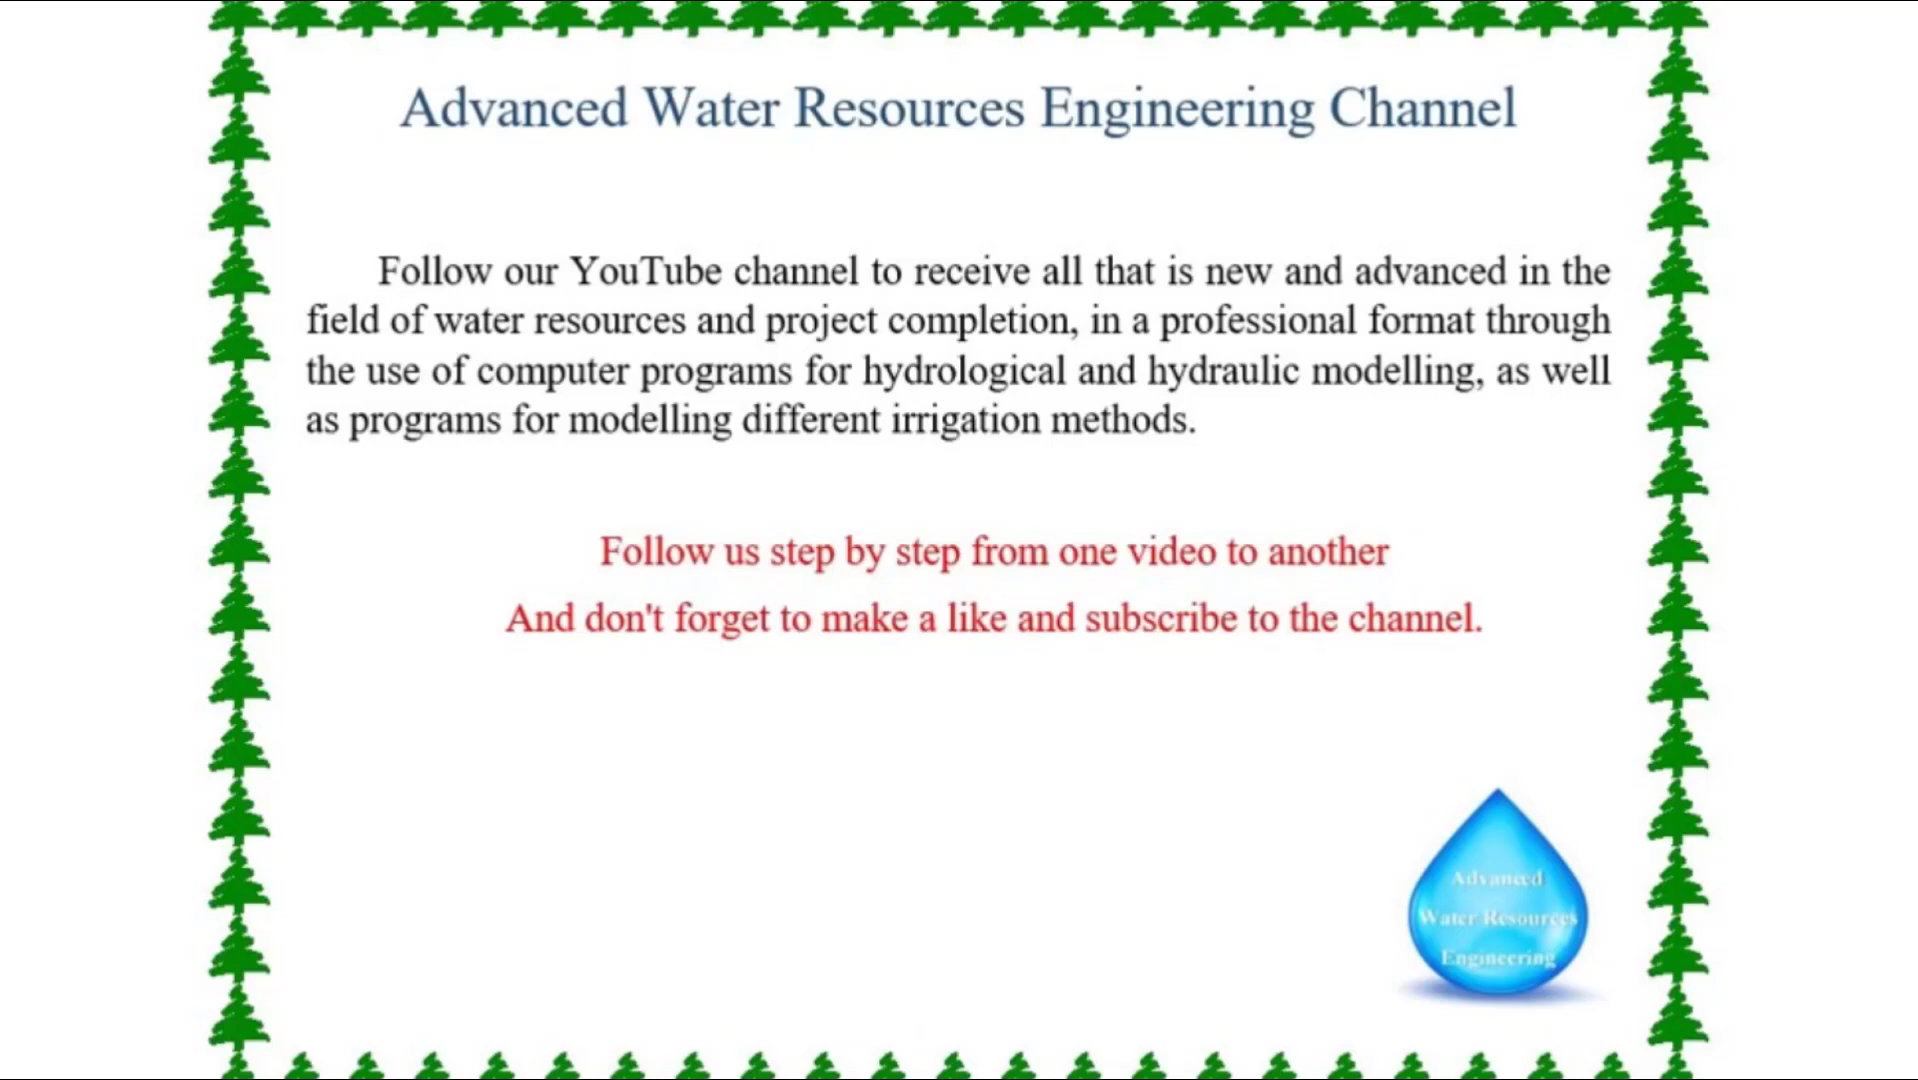 Advanced Water Resources Engineering Channel
Follow our YouTube channel to receive all that is new and advanced in the
field of water resources and project completion, in a professional format through
the use of computer programs for hydrological and hydraulic modelling, as well
as programs for modelling different irrigation methods.
Follow us step by step from one video to another
And don't forget to make a like and subscribe to the channel.
Advanced
Water Resources
Engineering